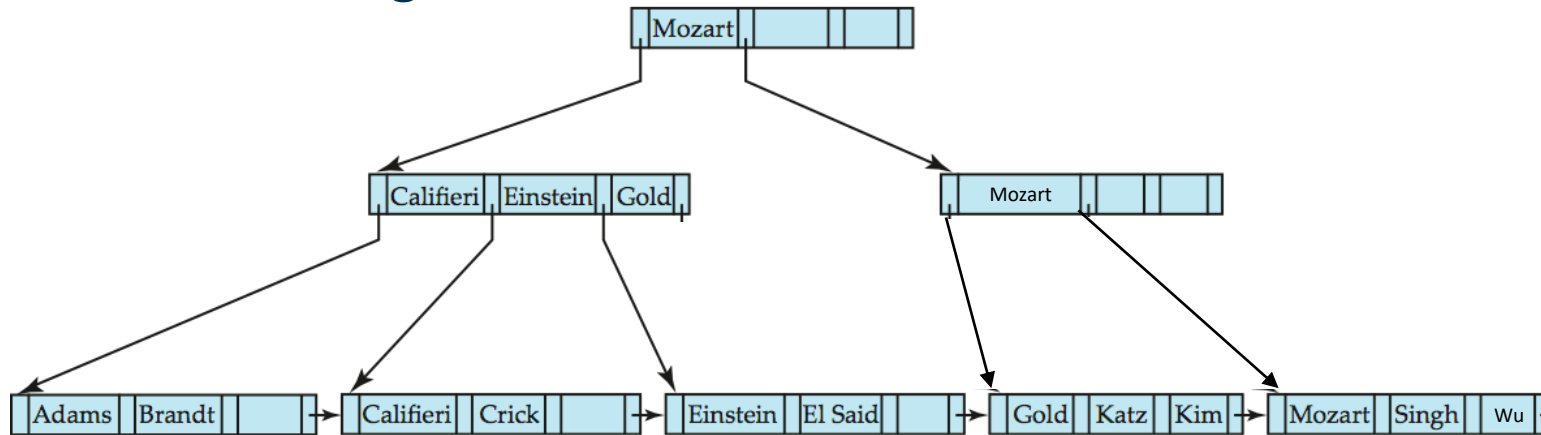 Mozart
Califieri Einstein Gold
Mozart
Adams Brandt
Califieri Crick
Einstein El Said
Gold Katz Kim
Mozart Singh Wu